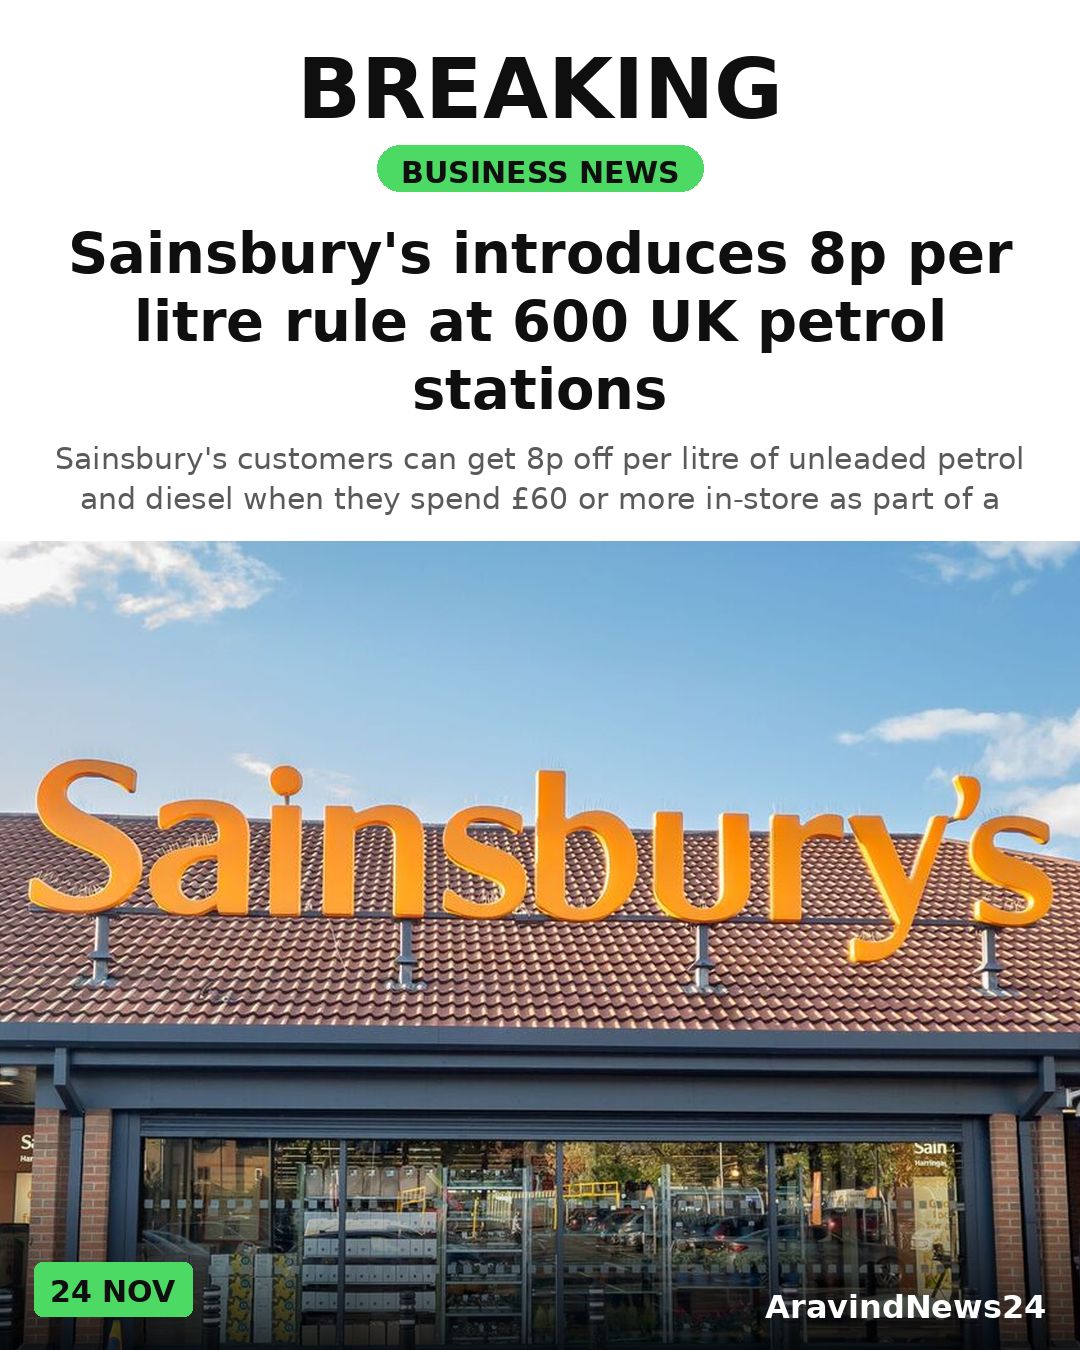 BREAKING
BUSINESS NEWS
Sainsbury's introduces 8p per
litre rule at 600 UK petrol
stations
Sainsbury's customers can get 8p off per litre of unleaded petrol
and diesel when they spend £60 or more in-store as part of a
Sainsbury's
Sain
24 NOV
AravindNews24